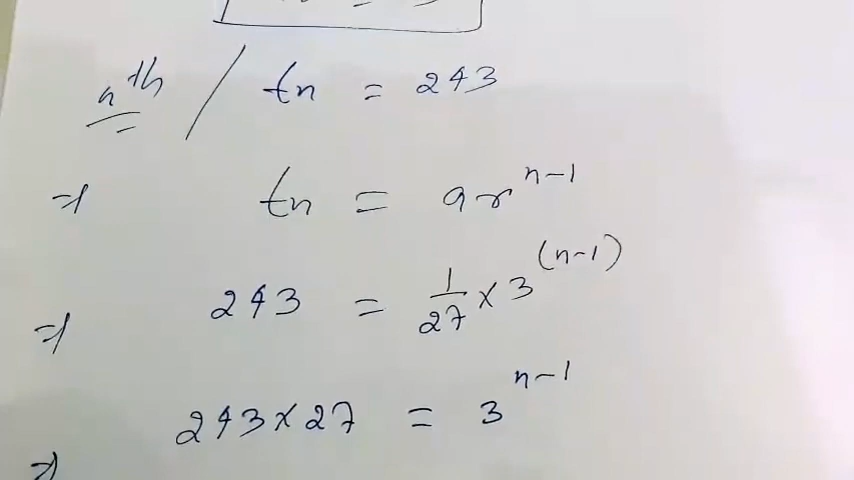 nth / tn = 243
⇒ tn = ar^(n-1)
⇒ 243 = 1/27 × 3^(n-1)
⇒ 243 × 27 = 3^(n-1)
⇒